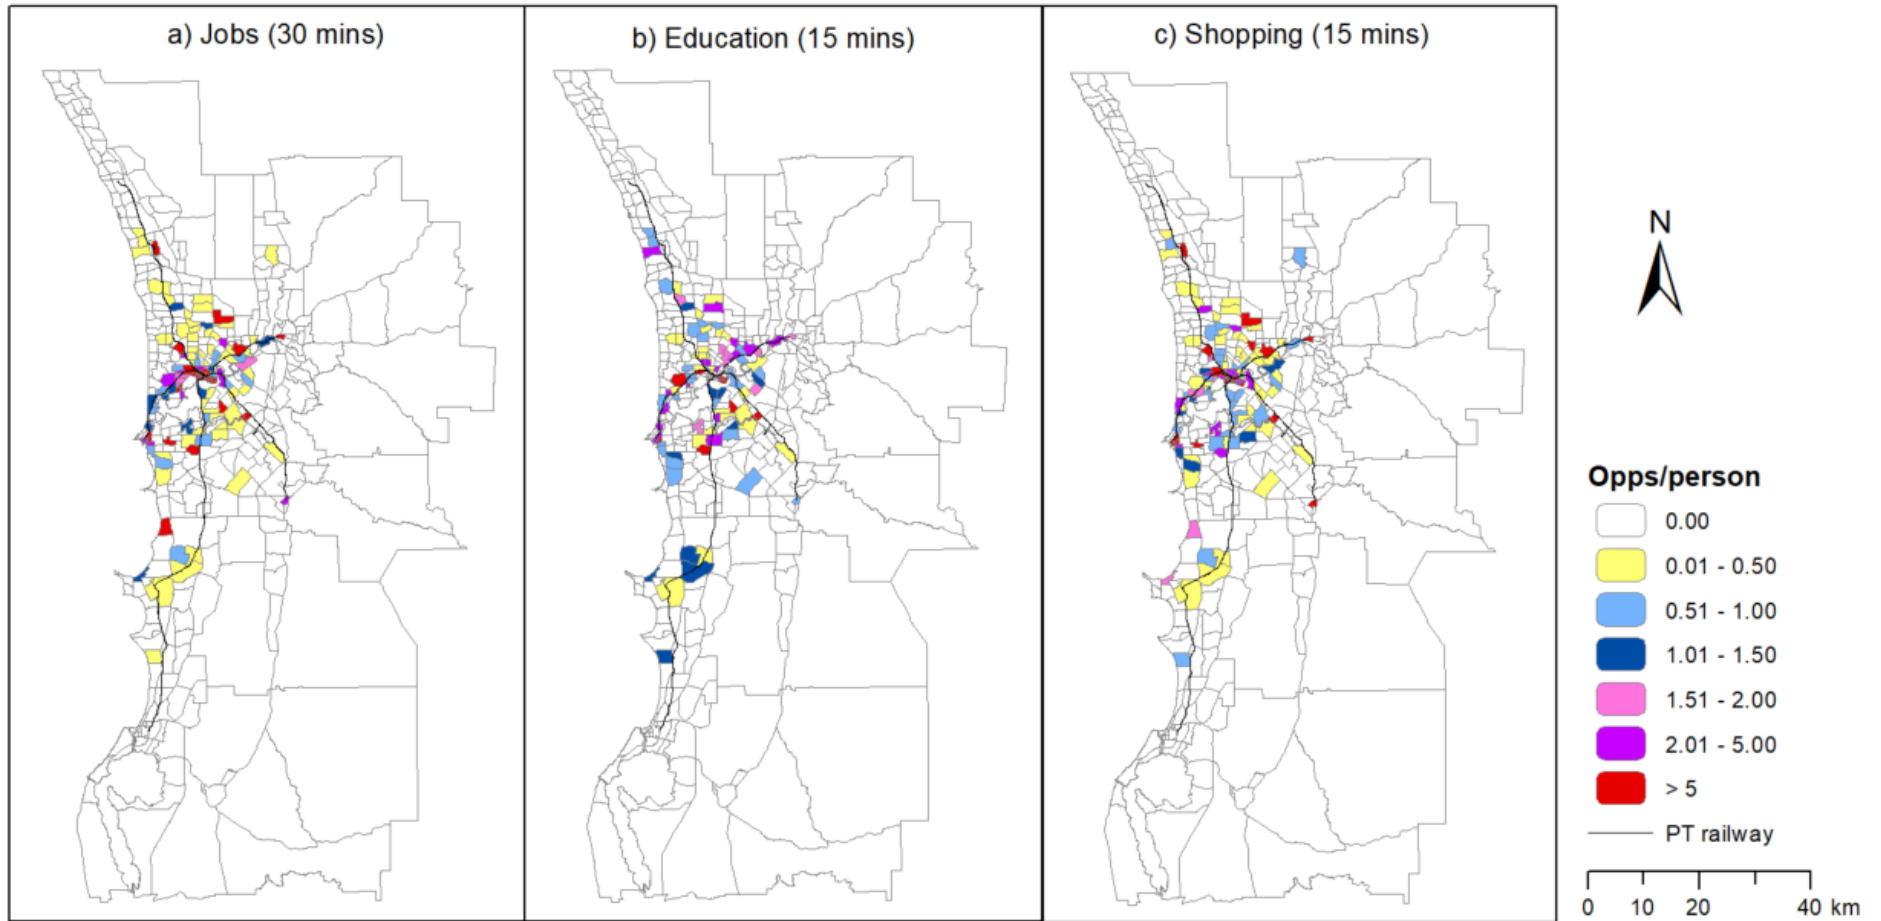 a) Jobs (30 mins)
b) Education (15 mins)
c) Shopping (15 mins)
N
Opps/person
0.00
0.01 - 0.50
0.51 - 1.00
1.01 - 1.50
1.51 - 2.00
2.01 - 5.00
> 5
PT railway
0 10 20 40 km